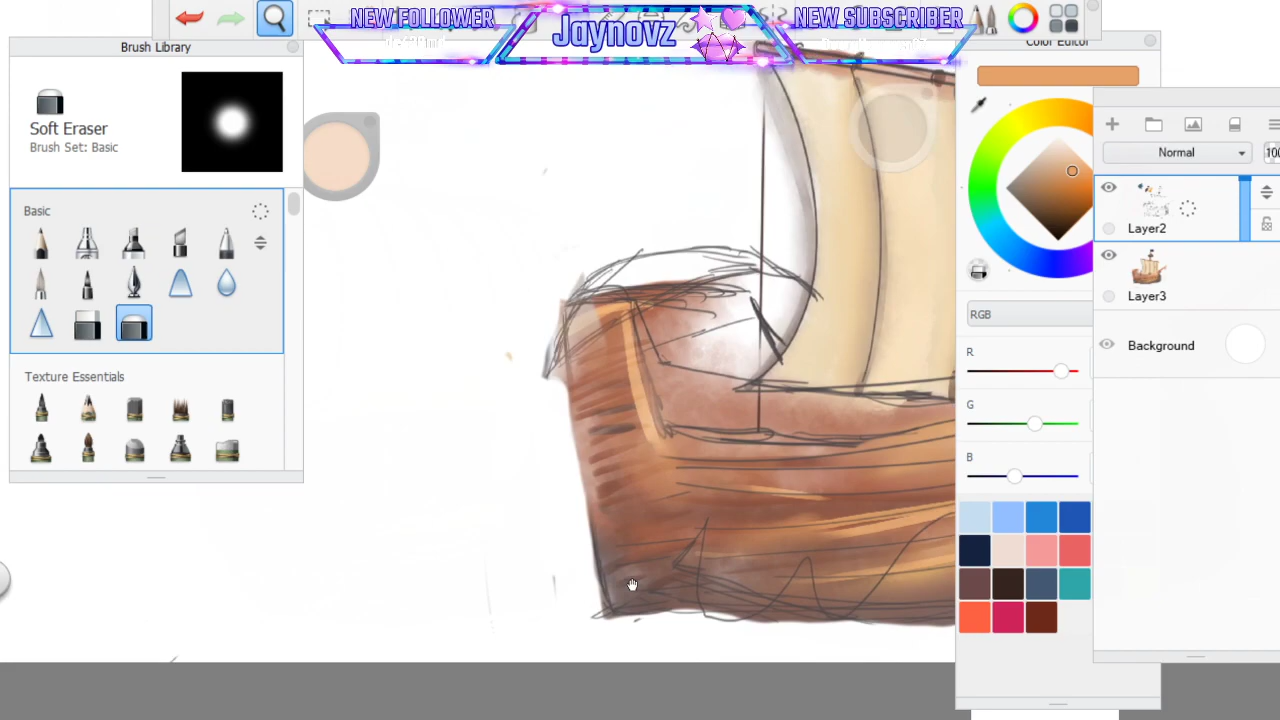 NEW FOLLOWER
Jaynovz
NEW SUBSCRIBER
Brush Library
Soft Eraser
Brush Set: Basic
Basic
Texture Essentials
Color Editor
RGB
R
G
B
Normal
100
Layer2
Layer3
Background